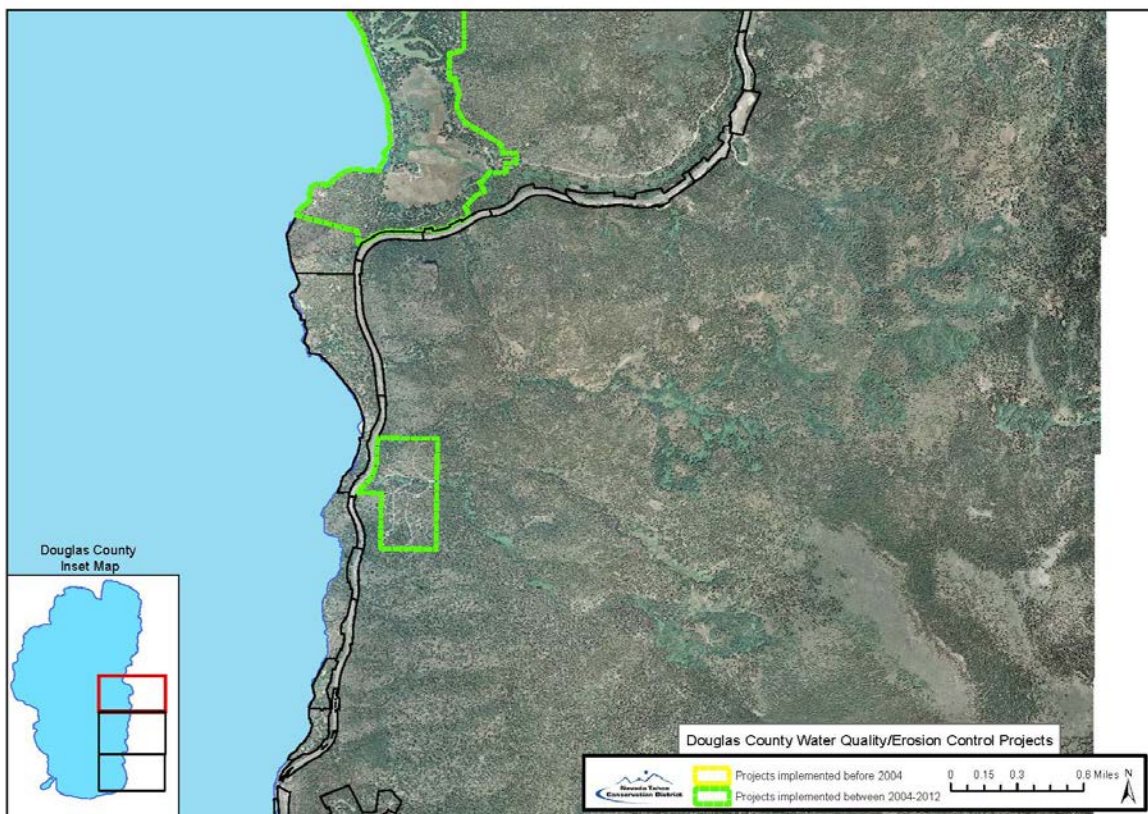 Douglas County
Inset Map
Douglas County Water Quality/Erosion Control Projects
Nevada Tahoe
Conservation District
Projects implemented before 2004
Projects implemented between 2004-2012
0 0.15 0.3 0.6 Miles
N